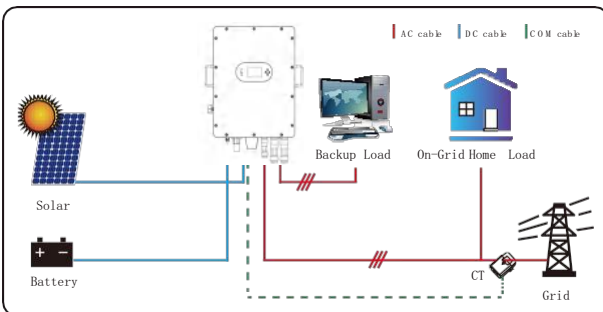 AC cable DC cable COM cable
Backup Load On-Grid Home Load
Solar
Battery
CT
Grid